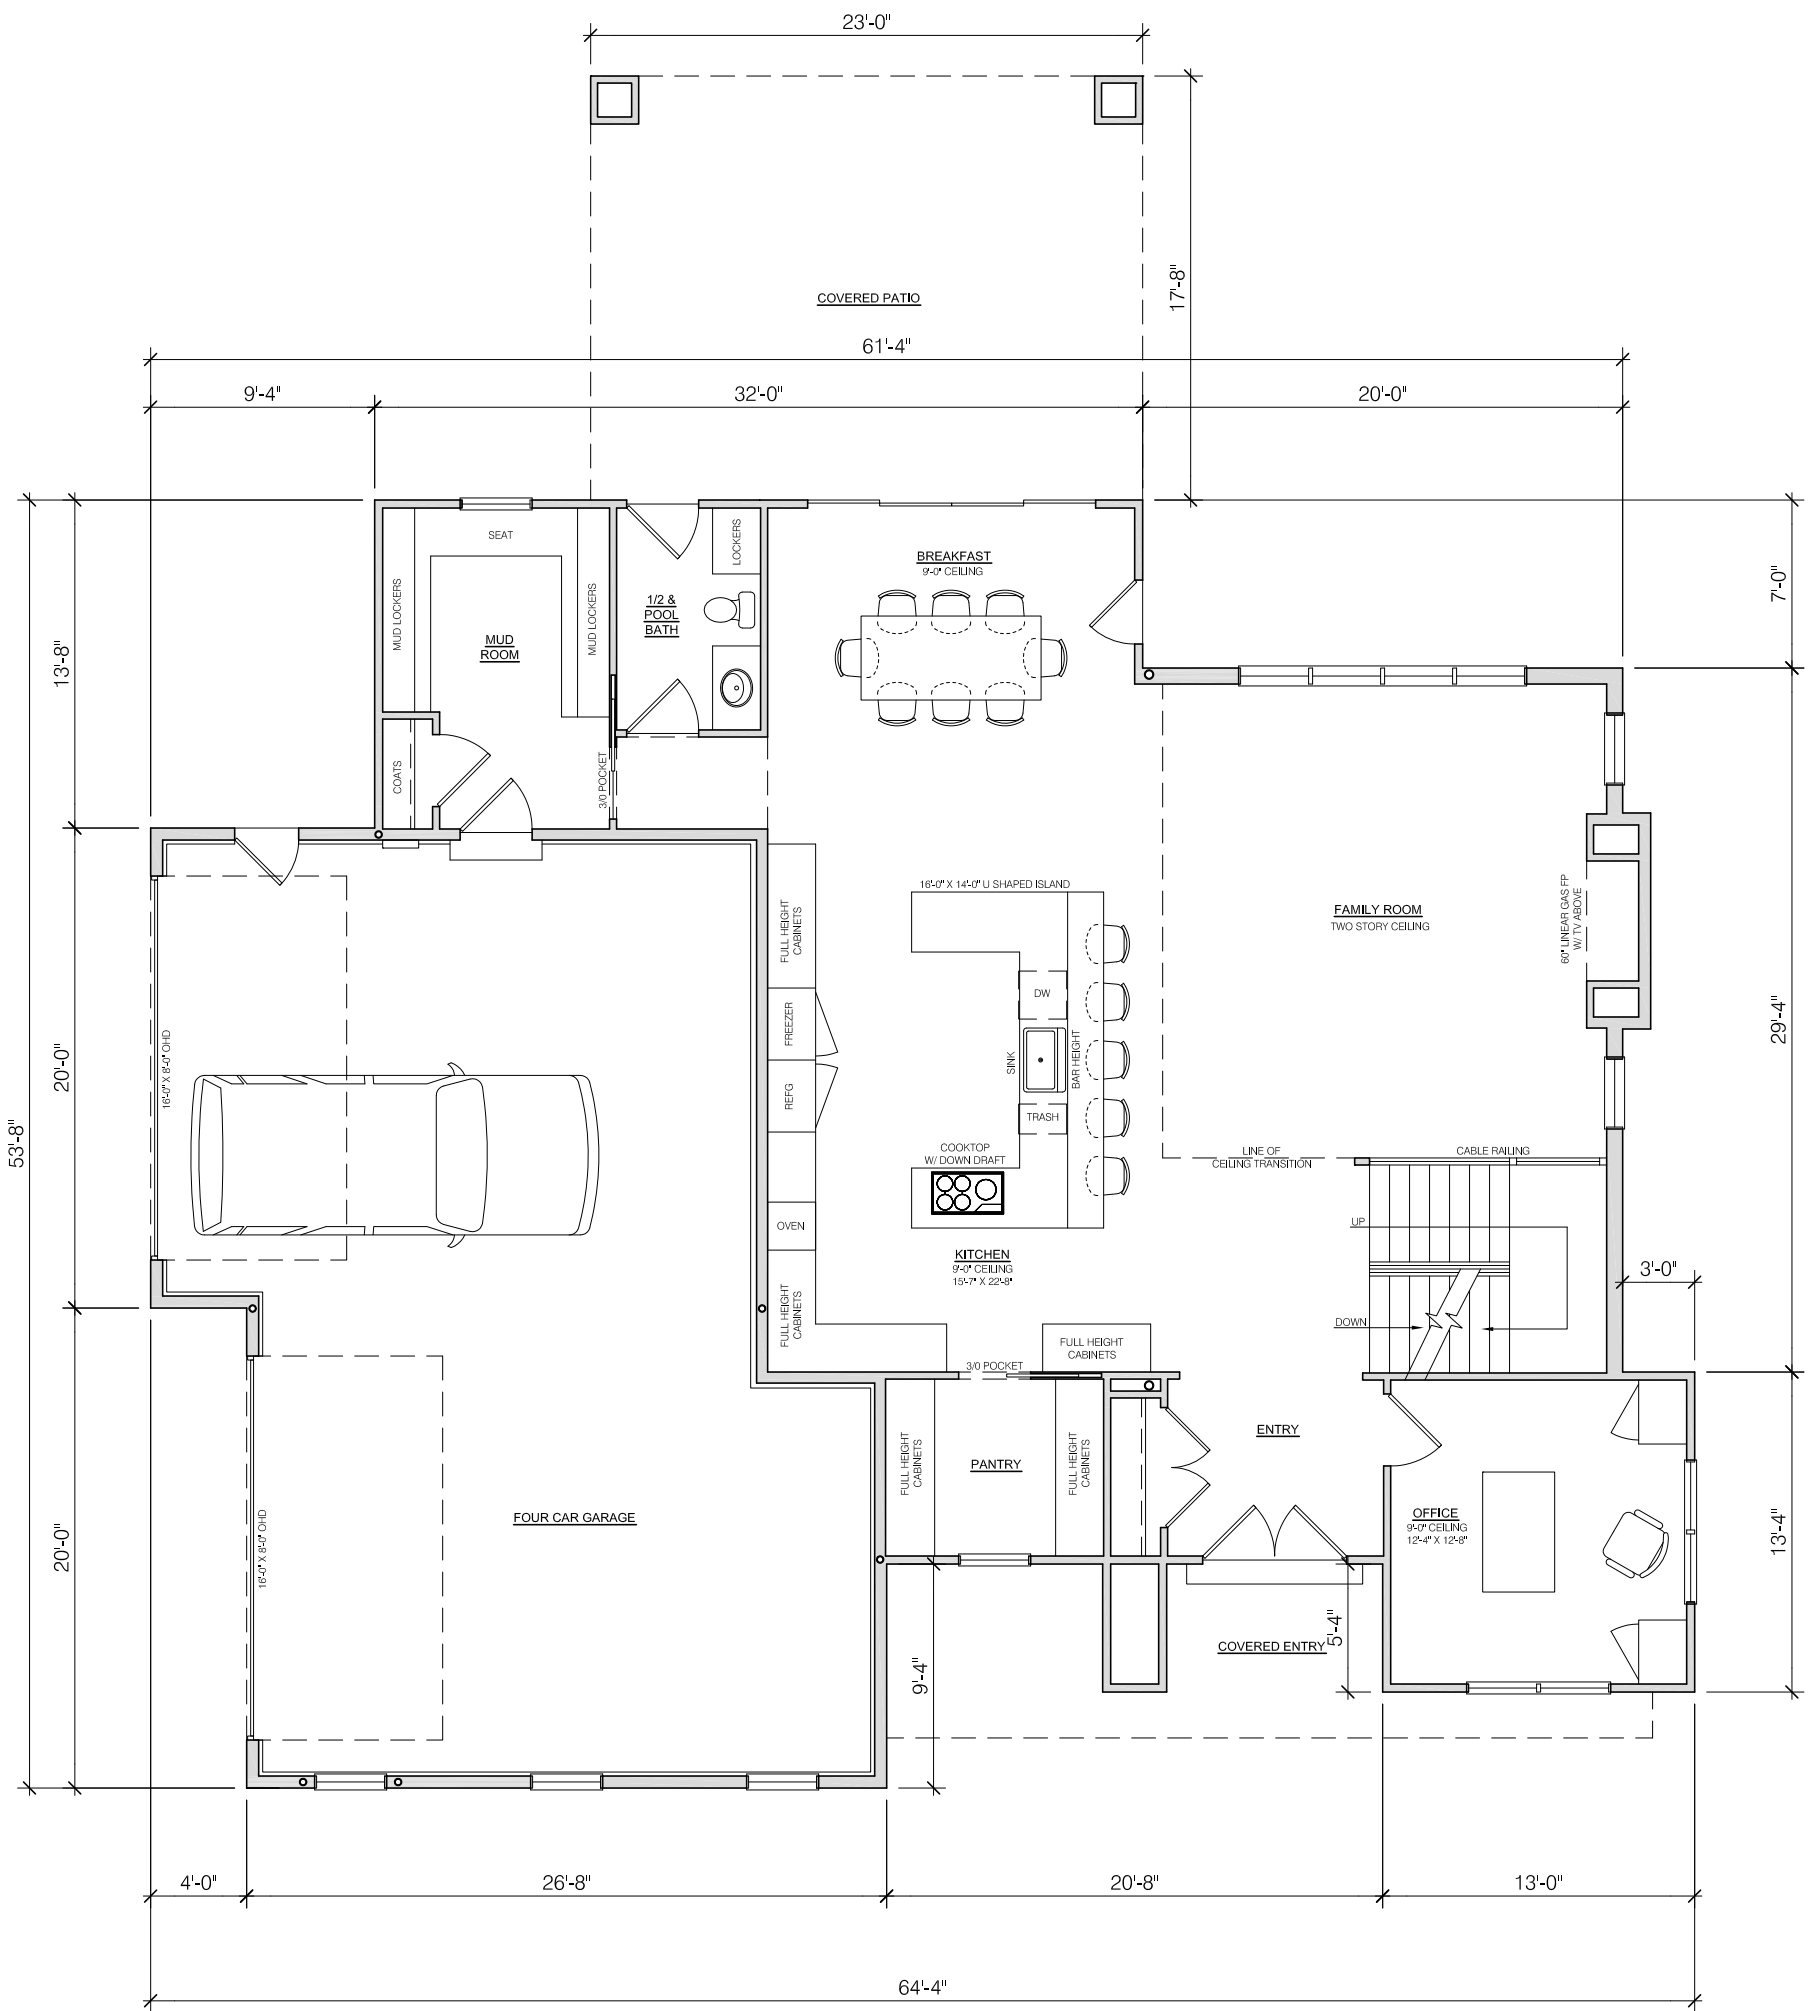 23'-0"
COVERED PATIO
17'-8"
61'-4"
9'-4"
32'-0"
20'-0"
SEAT
LOCKERS
MUD LOCKERS
MUD LOCKERS
MUD
ROOM
1/2 &
POOL
BATH
BREAKFAST
9'-0" CEILING
7'-0"
13'-8"
COATS
3/0 POCKET
FULL HEIGHT
CABINETS
16'-0" X 14'-0" U SHAPED ISLAND
FAMILY ROOM
TWO STORY CEILING
60" LINEAR GAS FP
W/ TV ABOVE
29'-4"
FREEZER
DW
16'-0" X 8'-0" OHD
20'-0"
53'-8"
REFG
SINK
BAR HEIGHT
TRASH
COOKTOP
W/ DOWN DRAFT
LINE OF
CEILING TRANSITION
CABLE RAILING
OVEN
UP
KITCHEN
9'-0" CEILING
15'-7" X 22'-8"
3'-0"
FULL HEIGHT
CABINETS
DOWN
FULL HEIGHT
CABINETS
3/0 POCKET
ENTRY
FULL HEIGHT
CABINETS
PANTRY
FULL HEIGHT
CABINETS
FOUR CAR GARAGE
OFFICE
9'-0" CEILING
12'-4" X 12'-8"
13'-4"
16'-0" X 8'-0" OHD
20'-0"
COVERED ENTRY
5'-4"
9'-4"
4'-0"
26'-8"
20'-8"
13'-0"
64'-4"